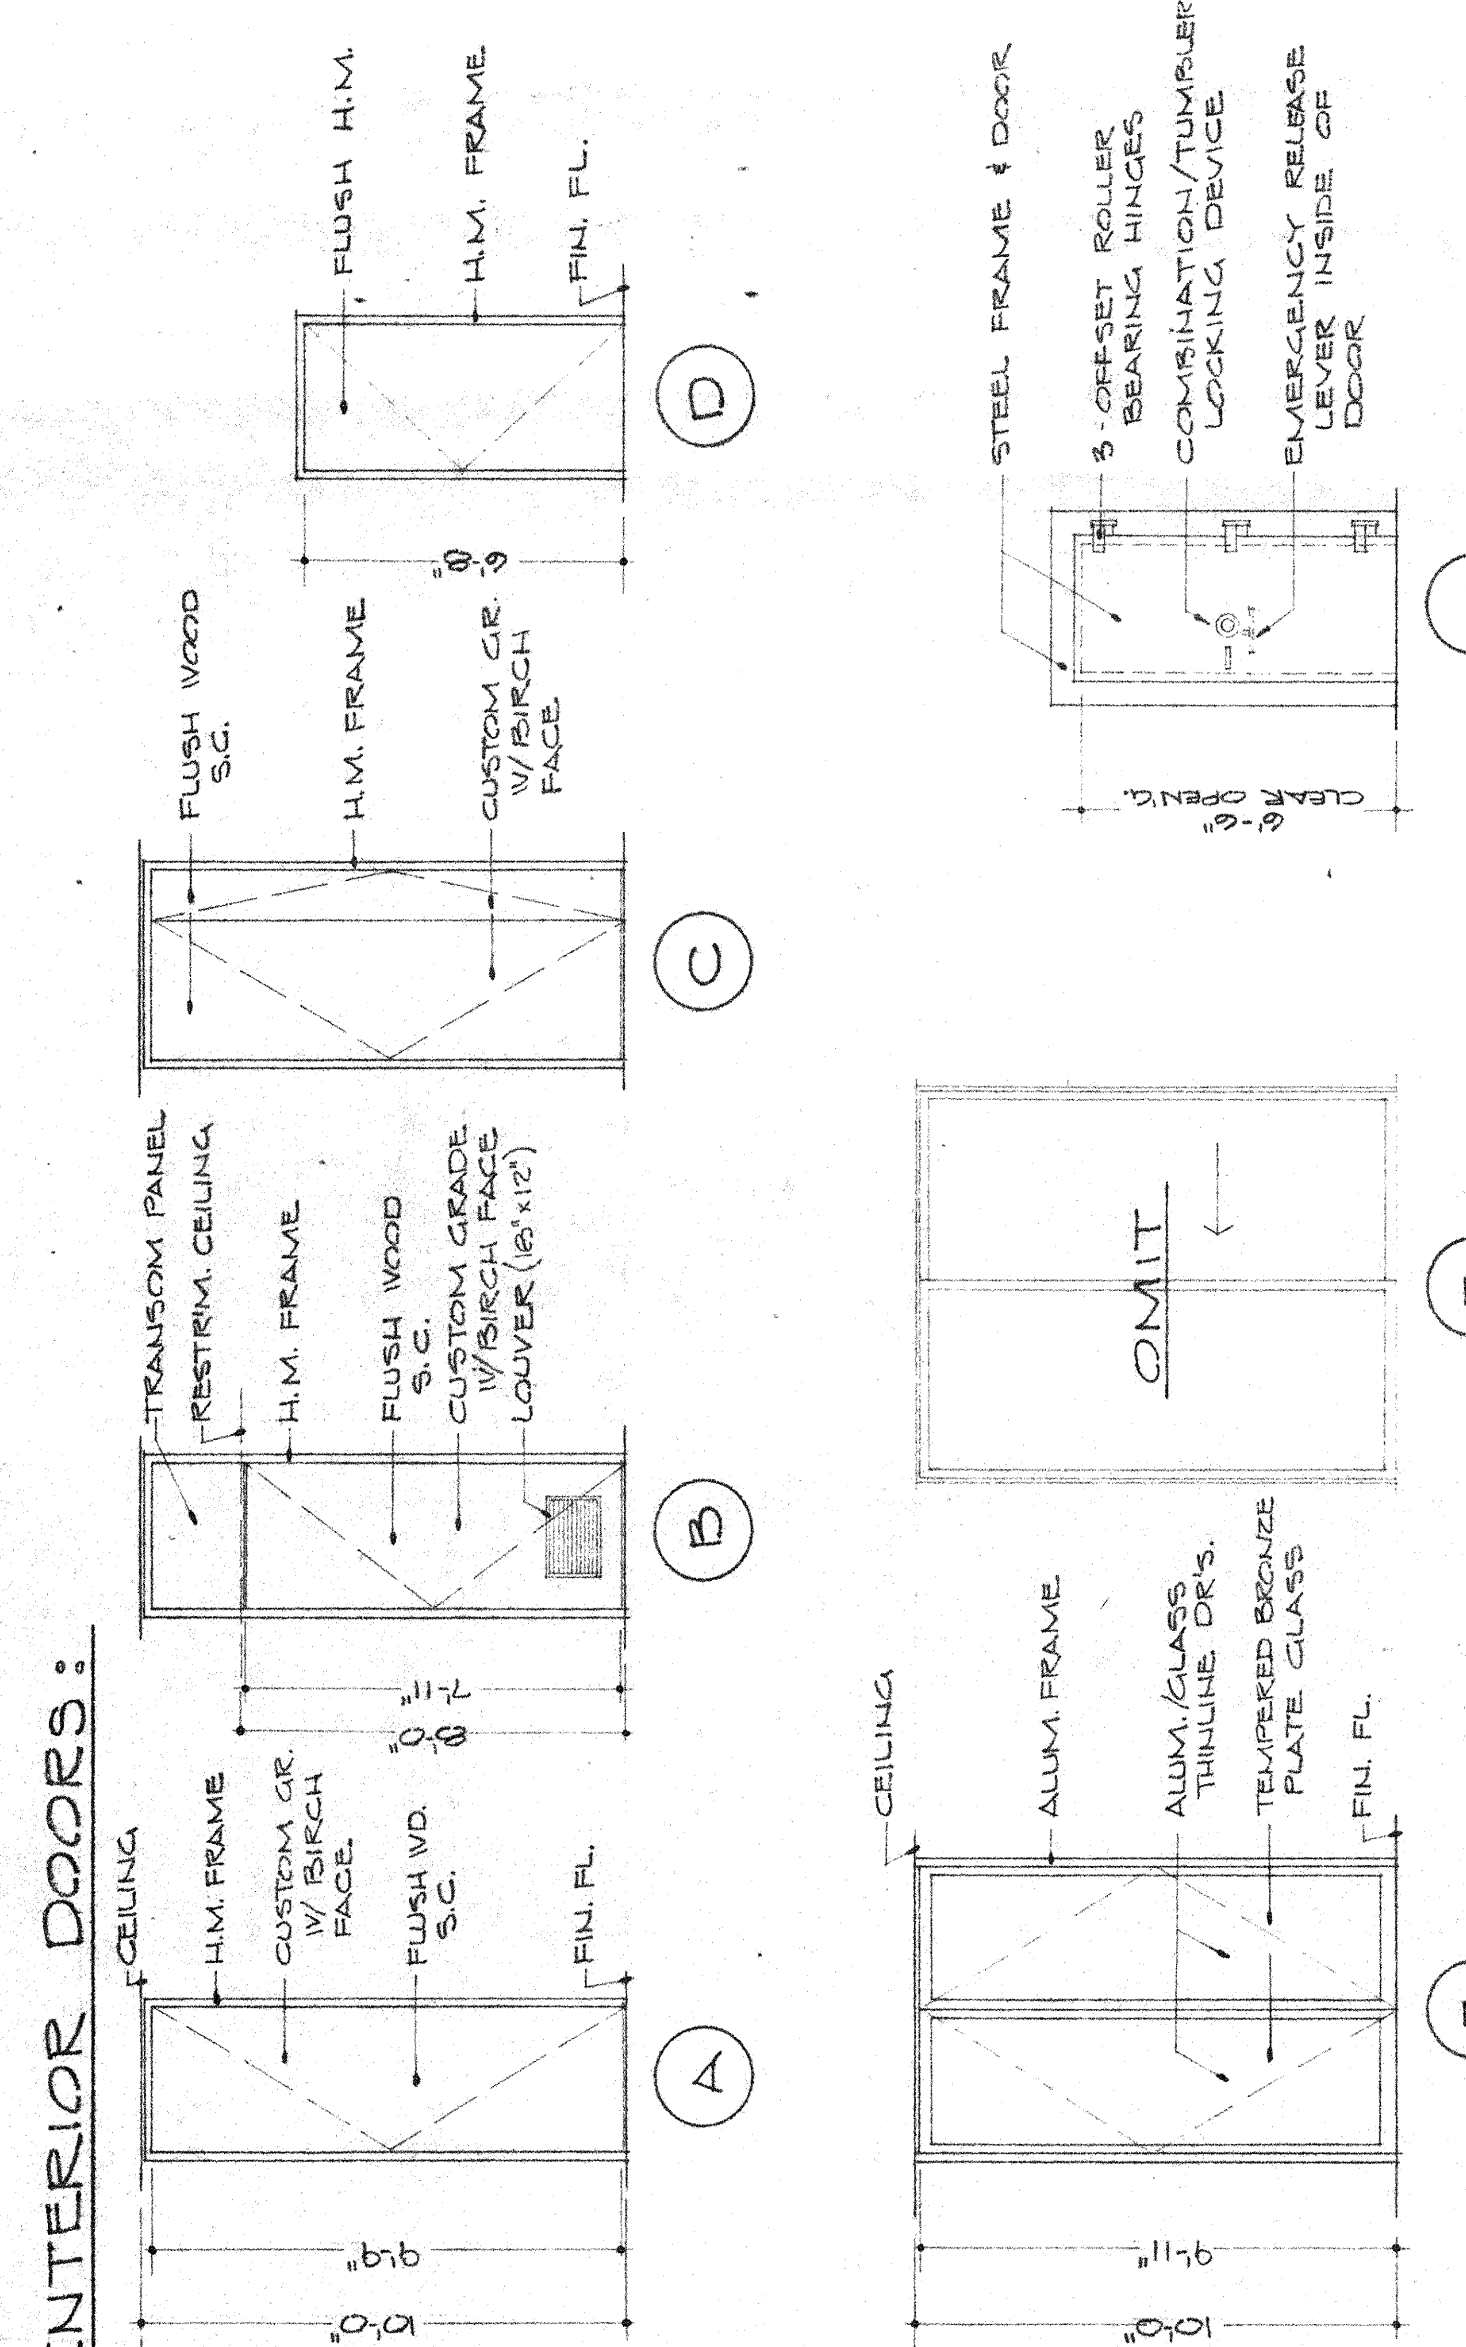 NTERIOR DOORS:
CEILING
H.M. FRAME
CUSTOM GR.
W/ BIRCH
FACE
FLUSH WD.
S.C.
FIN. FL.
9'-9"
10'-0"
A
TRANSOM PANEL
RESTR'M. CEILING
H.M. FRAME
FLUSH WOOD
S.C.
CUSTOM GRADE
W/BIRCH FACE
LOUVER (18"x12")
7'-11"
8'-0"
B
FLUSH WOOD
S.C.
H.M. FRAME
CUSTOM GR.
W/BIRCH
FACE
C
FLUSH H.M.
H.M. FRAME
FIN. FL.
6'-8"
D
CEILING
ALUM. FRAME
ALUM./GLASS
THINLINE DR'S.
TEMPERED BRONZE
PLATE GLASS
FIN. FL.
9'-11"
10'-0"
OMIT
STEEL FRAME & DOOR
3-OFFSET ROLLER
BEARING HINGES
COMBINATION/TUMBLER
LOCKING DEVICE
EMERGENCY RELEASE
LEVER INSIDE OF
DOOR
6'-6"
CLEAR OPEN'G.